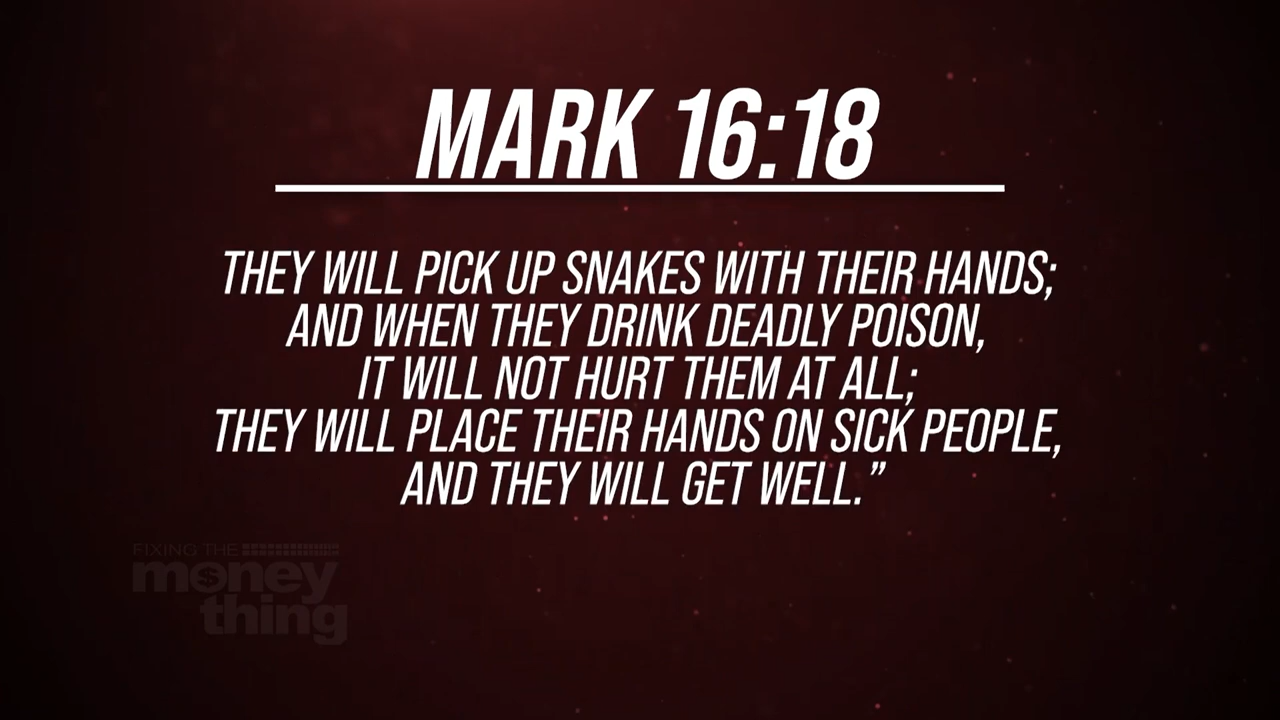 MARK 16:18
THEY WILL PICK UP SNAKES WITH THEIR HANDS;
AND WHEN THEY DRINK DEADLY POISON,
IT WILL NOT HURT THEM AT ALL;
THEY WILL PLACE THEIR HANDS ON SICK PEOPLE,
AND THEY WILL GET WELL.”
FIXING THE
money
thing